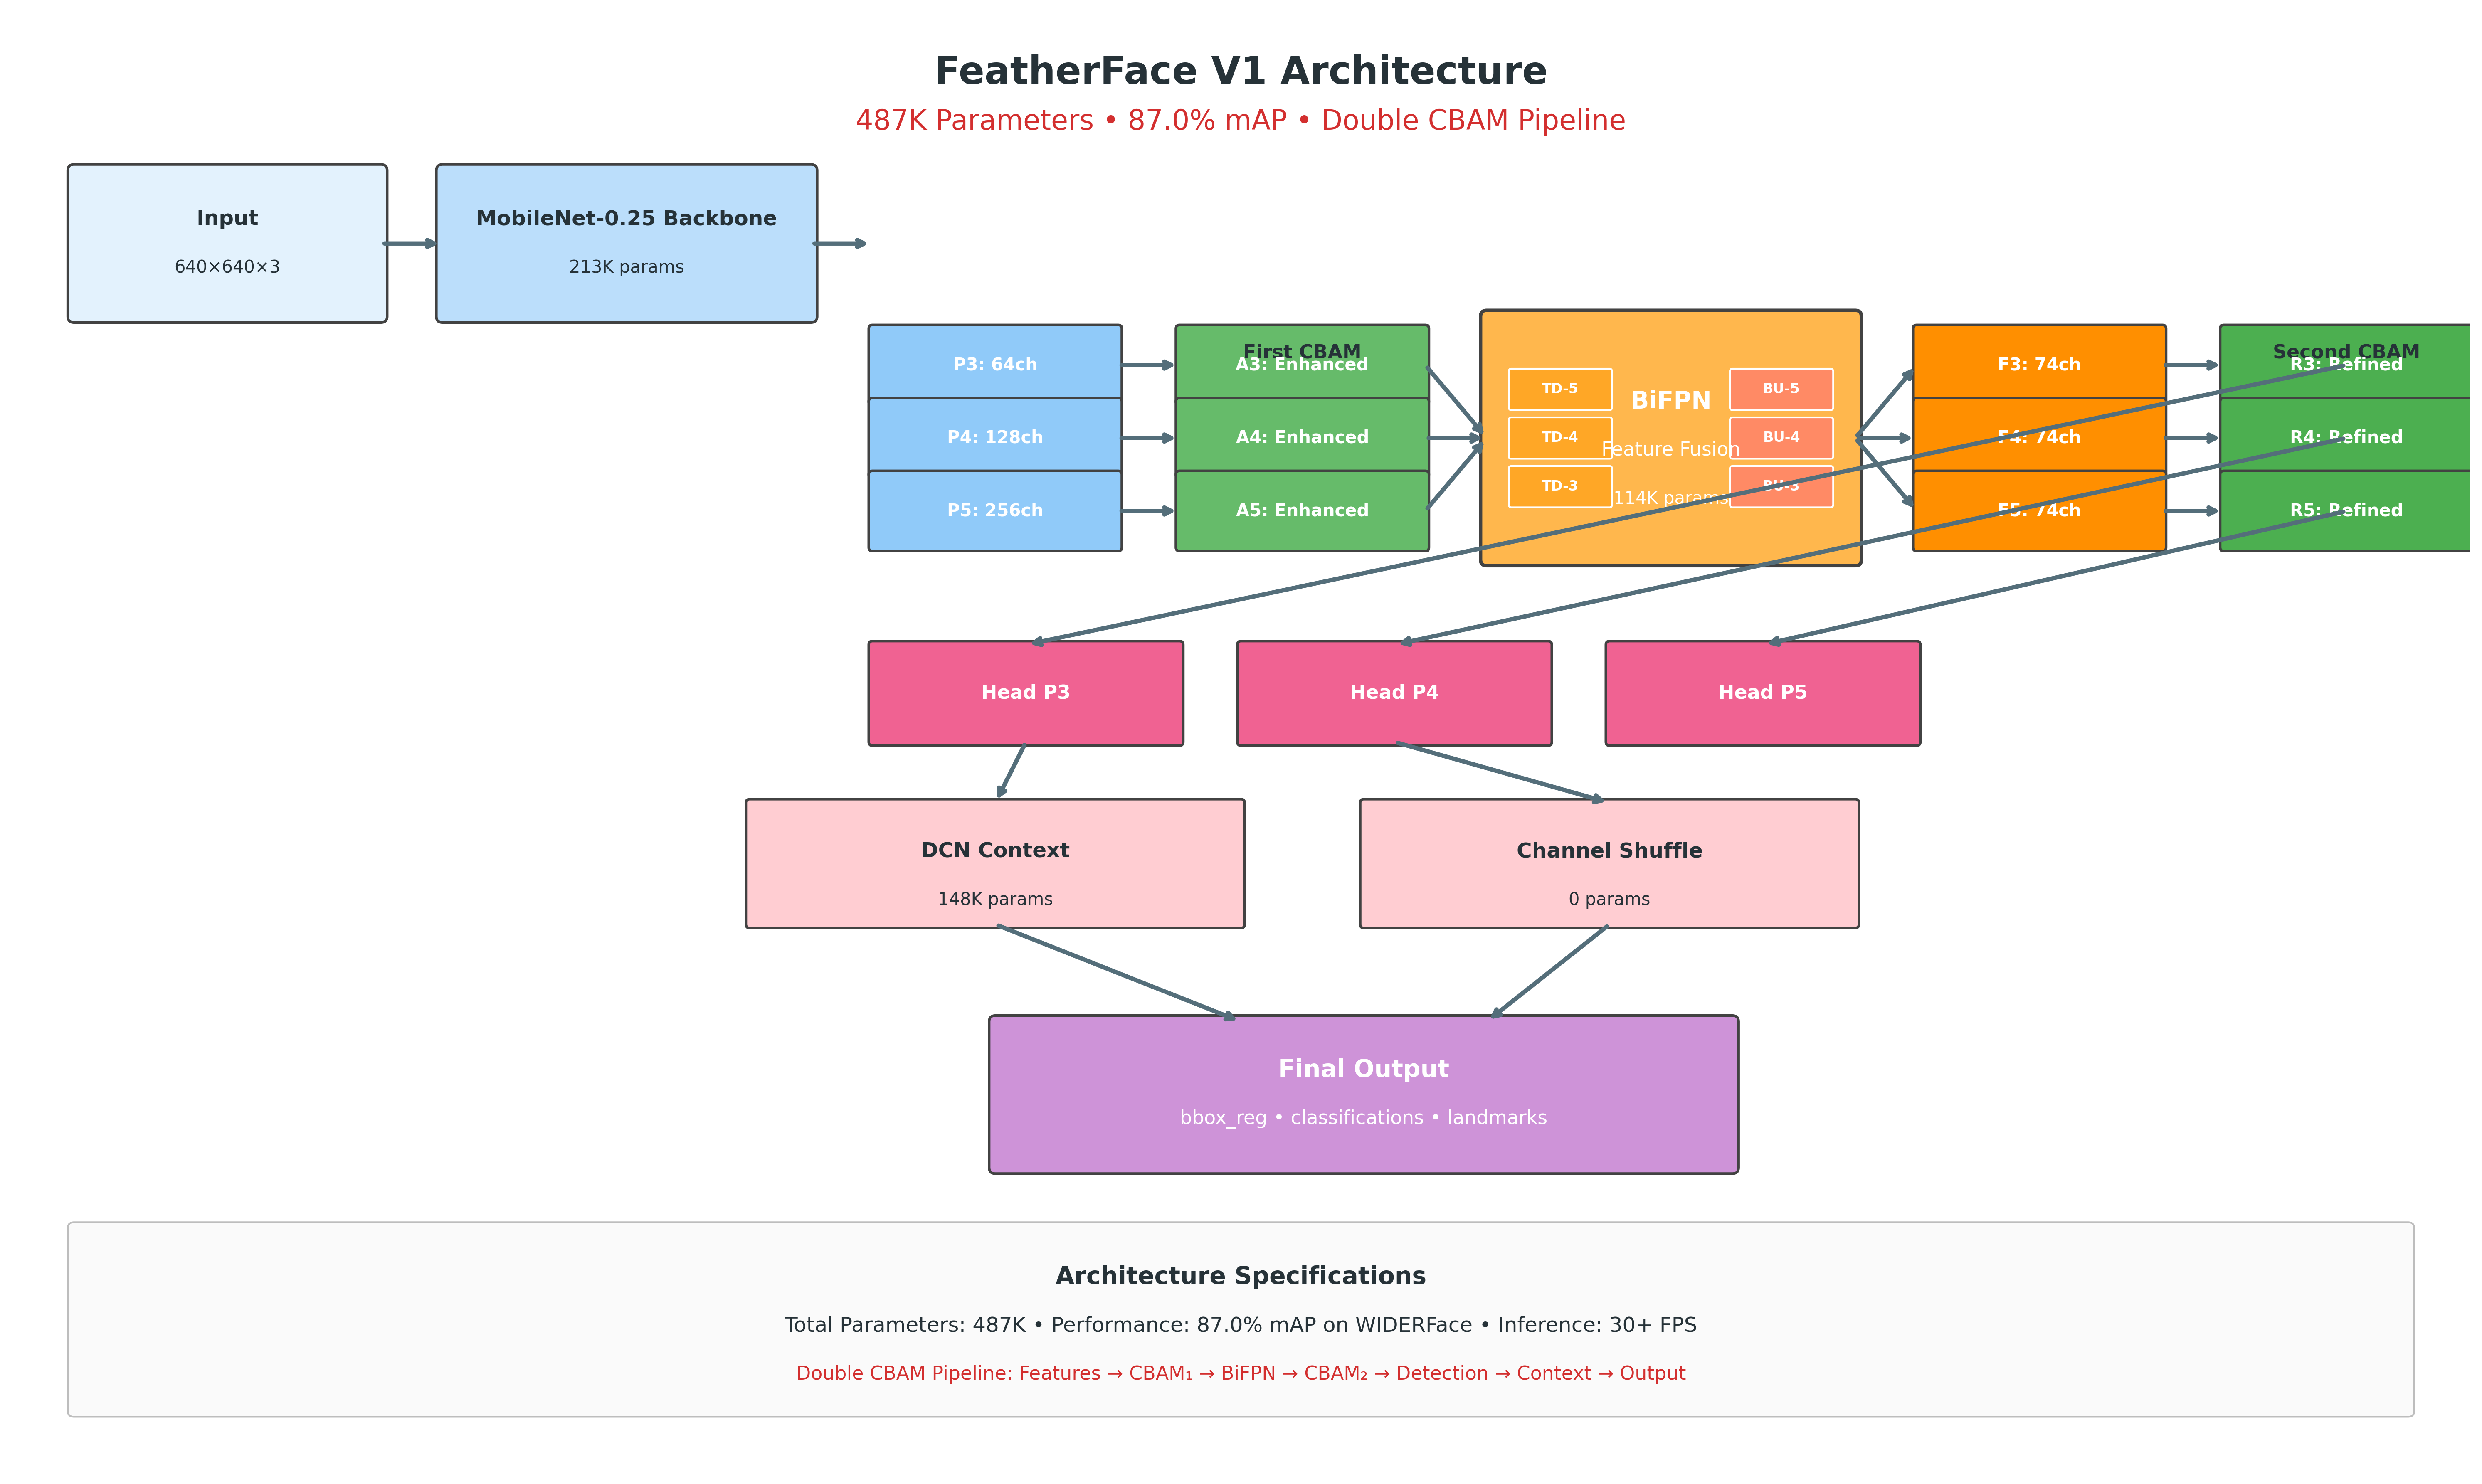 FeatherFace V1 Architecture
487K Parameters • 87.0% mAP • Double CBAM Pipeline
Input
640×640×3
MobileNet-0.25 Backbone
213K params
P3: 64ch
P4: 128ch
P5: 256ch
First CBAM
A3: Enhanced
A4: Enhanced
A5: Enhanced
TD-5
TD-4
TD-3
BiFPN
Feature Fusion
114K params
BU-5
BU-4
BU-3
F3: 74ch
F4: 74ch
F5: 74ch
Second CBAM
R3: Refined
R4: Refined
R5: Refined
Head P3
Head P4
Head P5
DCN Context
148K params
Channel Shuffle
0 params
Final Output
bbox_reg • classifications • landmarks
Architecture Specifications
Total Parameters: 487K • Performance: 87.0% mAP on WIDERFace • Inference: 30+ FPS
Double CBAM Pipeline: Features → CBAM₁ → BiFPN → CBAM₂ → Detection → Context → Output